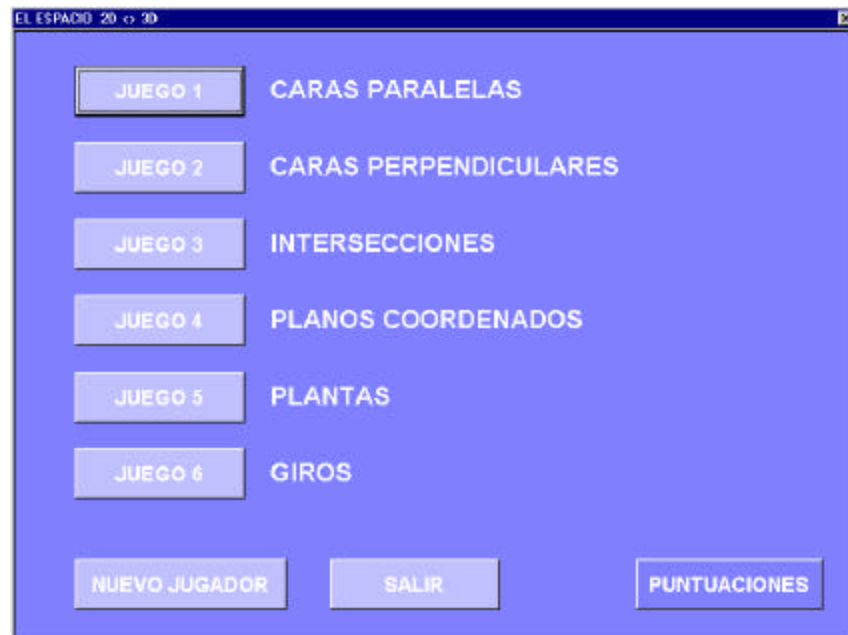 EL ESPACIO 2D <> 3D
JUEGO 1 CARAS PARALELAS
JUEGO 2 CARAS PERPENDICULARES
JUEGO 3 INTERSECCIONES
JUEGO 4 PLANOS COORDENADOS
JUEGO 5 PLANTAS
JUEGO 6 GIROS
NUEVO JUGADOR SALIR PUNTUACIONES